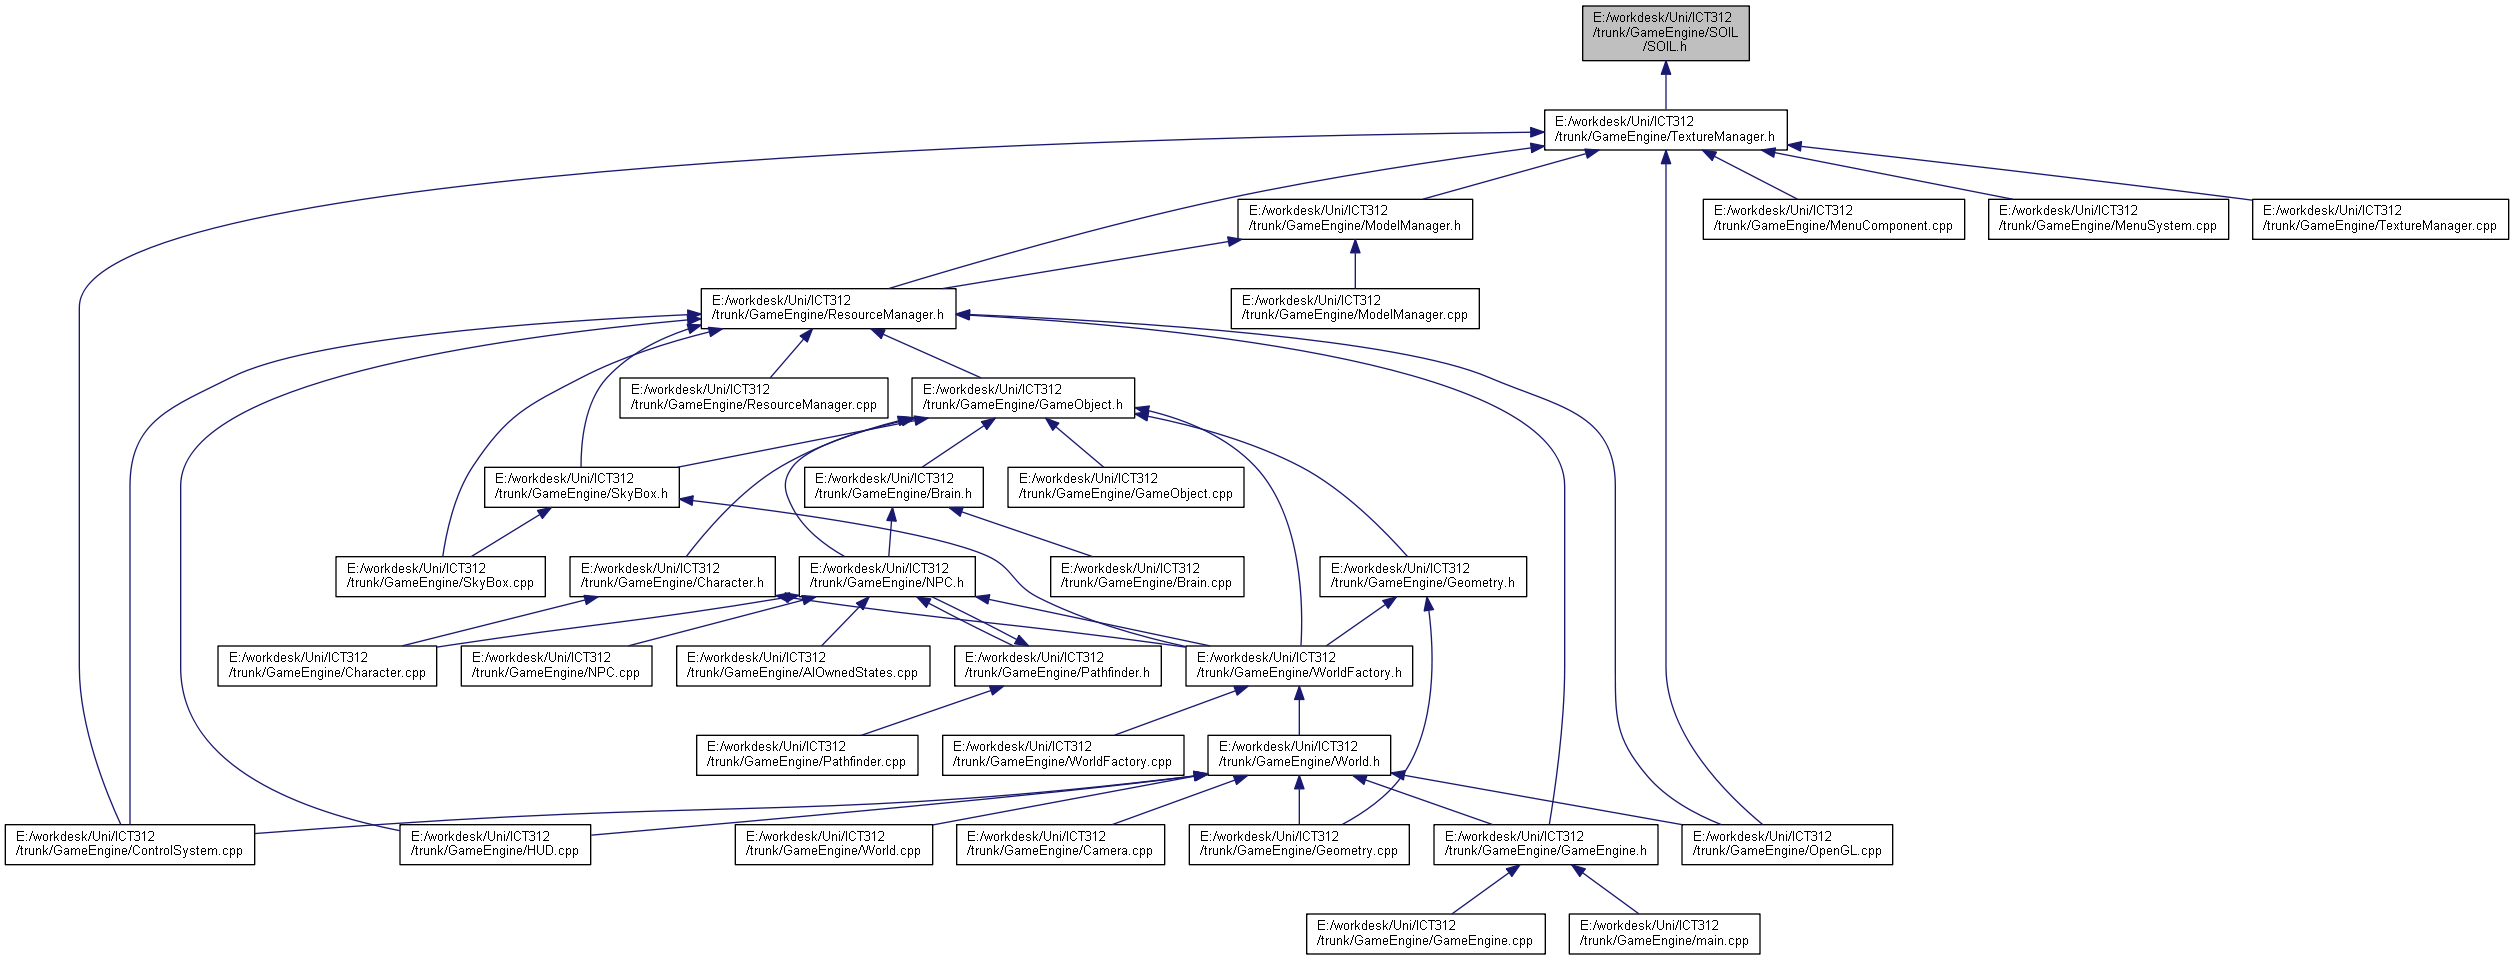 E:/workdesk/Uni/ICT312
/trunk/GameEngine/SOIL
/SOIL.h
E:/workdesk/Uni/ICT312
/trunk/GameEngine/TextureManager.h
E:/workdesk/Uni/ICT312
/trunk/GameEngine/ModelManager.h
E:/workdesk/Uni/ICT312
/trunk/GameEngine/MenuComponent.cpp
E:/workdesk/Uni/ICT312
/trunk/GameEngine/MenuSystem.cpp
E:/workdesk/Uni/ICT312
/trunk/GameEngine/TextureManager.cpp
E:/workdesk/Uni/ICT312
/trunk/GameEngine/ResourceManager.h
E:/workdesk/Uni/ICT312
/trunk/GameEngine/ModelManager.cpp
E:/workdesk/Uni/ICT312
/trunk/GameEngine/ResourceManager.cpp
E:/workdesk/Uni/ICT312
/trunk/GameEngine/GameObject.h
E:/workdesk/Uni/ICT312
/trunk/GameEngine/SkyBox.h
E:/workdesk/Uni/ICT312
/trunk/GameEngine/Brain.h
E:/workdesk/Uni/ICT312
/trunk/GameEngine/GameObject.cpp
E:/workdesk/Uni/ICT312
/trunk/GameEngine/SkyBox.cpp
E:/workdesk/Uni/ICT312
/trunk/GameEngine/Character.h
E:/workdesk/Uni/ICT312
/trunk/GameEngine/NPC.h
E:/workdesk/Uni/ICT312
/trunk/GameEngine/Brain.cpp
E:/workdesk/Uni/ICT312
/trunk/GameEngine/Geometry.h
E:/workdesk/Uni/ICT312
/trunk/GameEngine/Character.cpp
E:/workdesk/Uni/ICT312
/trunk/GameEngine/NPC.cpp
E:/workdesk/Uni/ICT312
/trunk/GameEngine/AIOwnedStates.cpp
E:/workdesk/Uni/ICT312
/trunk/GameEngine/Pathfinder.h
E:/workdesk/Uni/ICT312
/trunk/GameEngine/WorldFactory.h
E:/workdesk/Uni/ICT312
/trunk/GameEngine/Pathfinder.cpp
E:/workdesk/Uni/ICT312
/trunk/GameEngine/WorldFactory.cpp
E:/workdesk/Uni/ICT312
/trunk/GameEngine/World.h
E:/workdesk/Uni/ICT312
/trunk/GameEngine/ControlSystem.cpp
E:/workdesk/Uni/ICT312
/trunk/GameEngine/HUD.cpp
E:/workdesk/Uni/ICT312
/trunk/GameEngine/World.cpp
E:/workdesk/Uni/ICT312
/trunk/GameEngine/Camera.cpp
E:/workdesk/Uni/ICT312
/trunk/GameEngine/Geometry.cpp
E:/workdesk/Uni/ICT312
/trunk/GameEngine/GameEngine.h
E:/workdesk/Uni/ICT312
/trunk/GameEngine/OpenGL.cpp
E:/workdesk/Uni/ICT312
/trunk/GameEngine/GameEngine.cpp
E:/workdesk/Uni/ICT312
/trunk/GameEngine/main.cpp